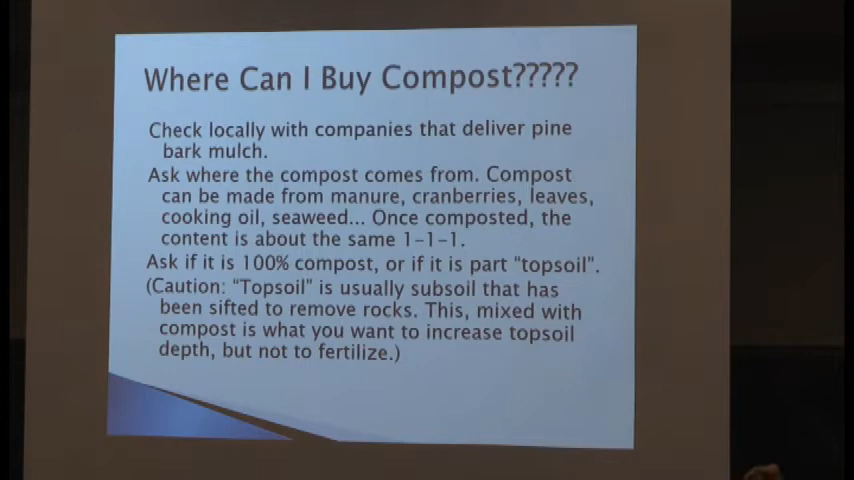 Where Can I Buy Compost?????
Check locally with companies that deliver pine
bark mulch.
Ask where the compost comes from. Compost
can be made from manure, cranberries, leaves,
cooking oil, seaweed... Once composted, the
content is about the same 1-1-1.
Ask if it is 100% compost, or if it is part "topsoil".
(Caution: "Topsoil" is usually subsoil that has
been sifted to remove rocks. This, mixed with
compost is what you want to increase topsoil
depth, but not to fertilize.)